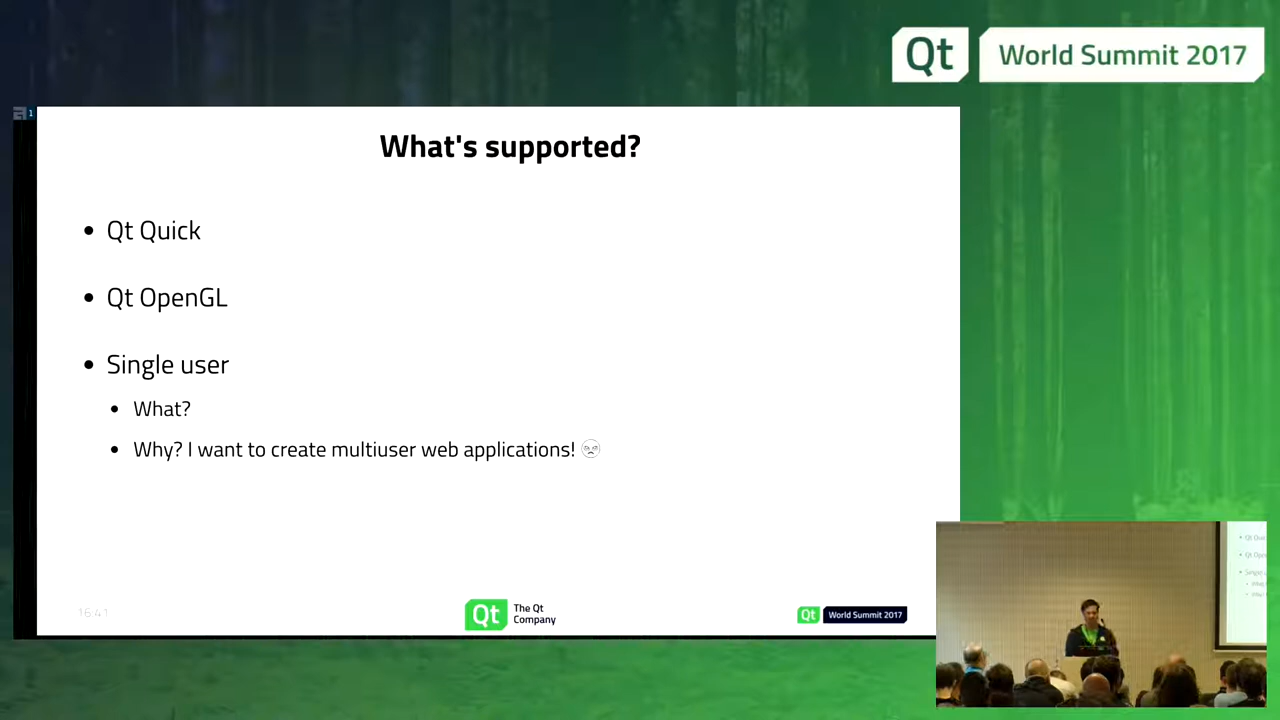 Qt World Summit 2017
1
What's supported?
• Qt Quick
• Qt OpenGL
• Single user
• What?
• Why? I want to create multiuser web applications! 😠
16:41
Qt The Qt Company
Qt World Summit 2017